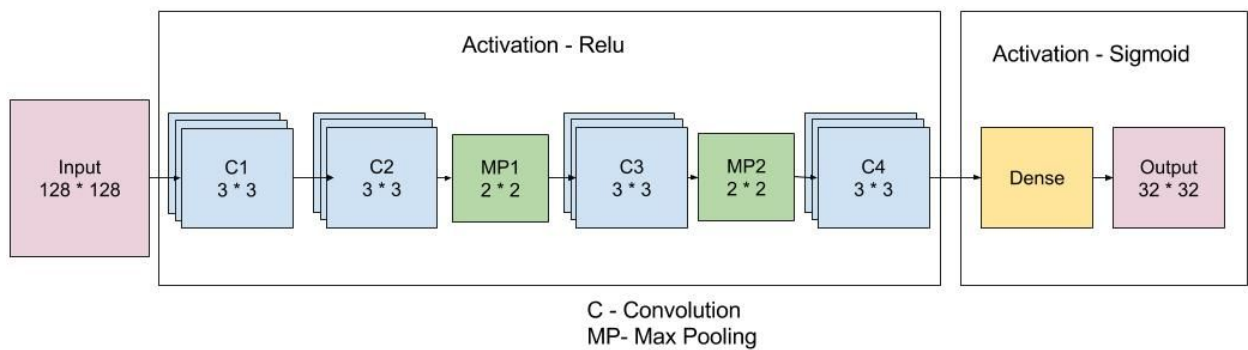 Activation - Relu
Activation - Sigmoid
Input
128 * 128
C1
3 * 3
C2
3 * 3
MP1
2 * 2
C3
3 * 3
MP2
2 * 2
C4
3 * 3
Dense
Output
32 * 32
C - Convolution
MP- Max Pooling